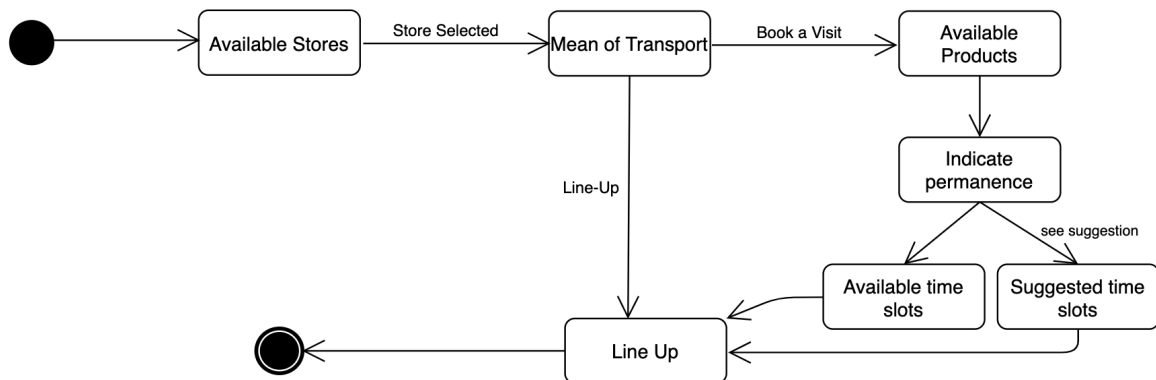 Available Stores
Store Selected
Mean of Transport
Book a Visit
Available
Products
Indicate
permanence
Line-Up
see suggestion
Available time
slots
Suggested time
slots
Line Up